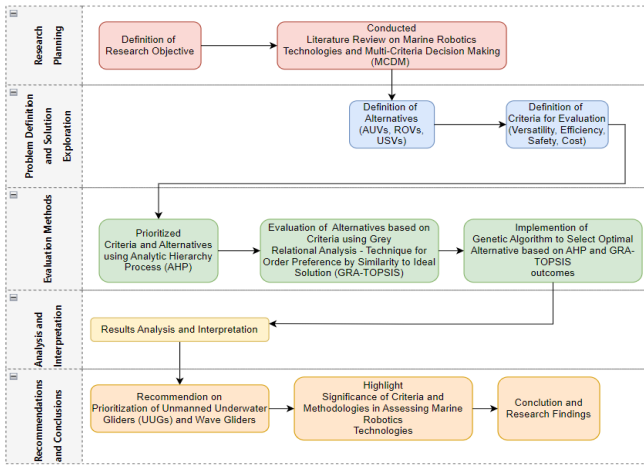 Research
Planning
Definition of
Research Objective
Conducted
Literature Review on Marine Robotics
Technologies and Multi-Criteria Decision Making
(MCDM)
Problem Definition
and Solution
Exploration
Definition of
Alternatives
(AUVs, ROVs,
USVs)
Definition of
Criteria for Evaluation
(Versatility, Efficiency,
Safety, Cost)
Evaluation Methods
Prioritized
Criteria and Alternatives
using Analytic Hierarchy
Process (AHP)
Evaluation of Alternatives based on
Criteria using Grey
Relational Analysis - Technique for
Order Preference by Similarity to Ideal
Solution (GRA-TOPSIS)
Implemention of
Genetic Algorithm to Select Optimal
Alternative based on AHP and GRA-
TOPSIS
outcomes
Analysis and
Interpretation
Results Analysis and Interpretation
Recommendations
and Conclusions
Recommendion on
Prioritization of Unmanned Underwater
Gliders (UUGs) and Wave Gliders
Highlight
Significance of Criteria and
Methodologies in Assessing Marine
Robotics
Technologies
Conclution and
Research Findings